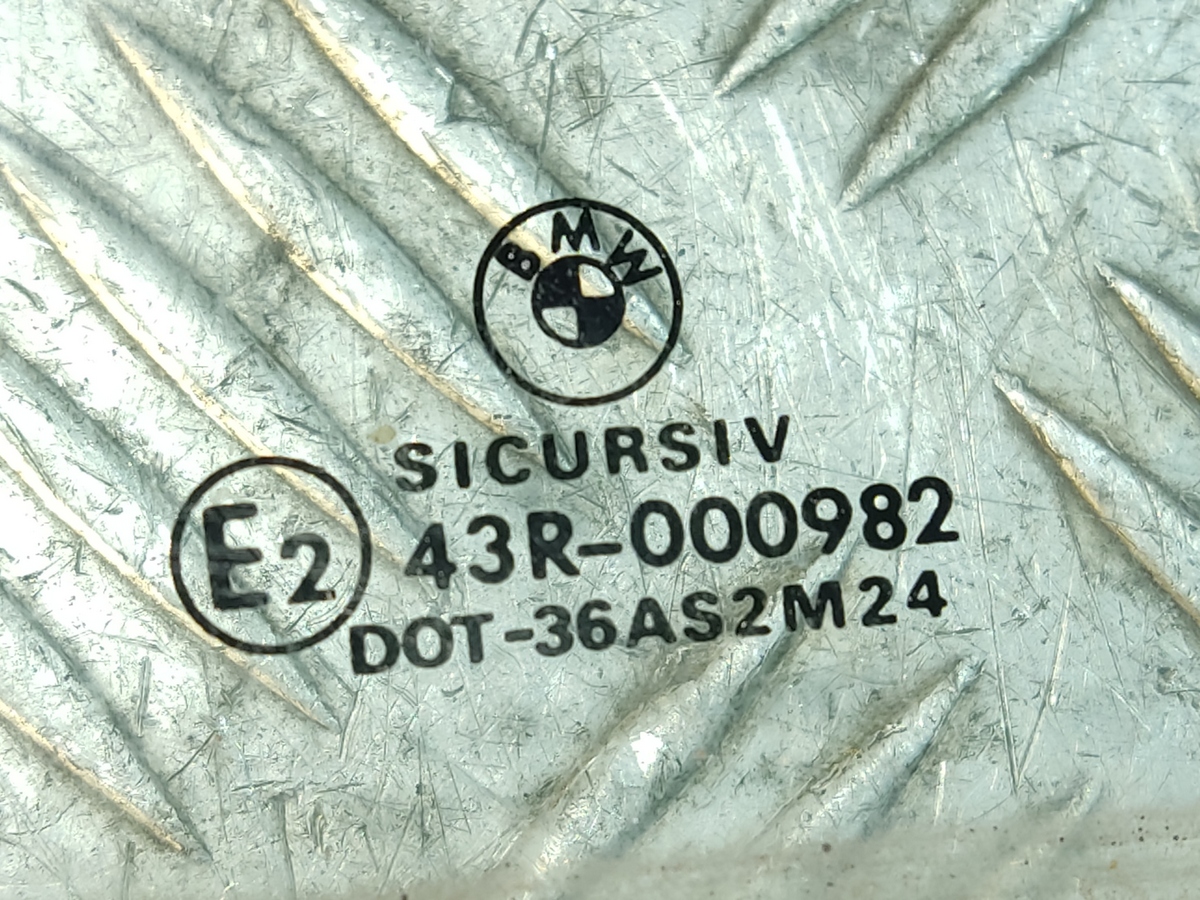 BMW
SICURSIV
E2 43R-000982
DOT-36AS2M24